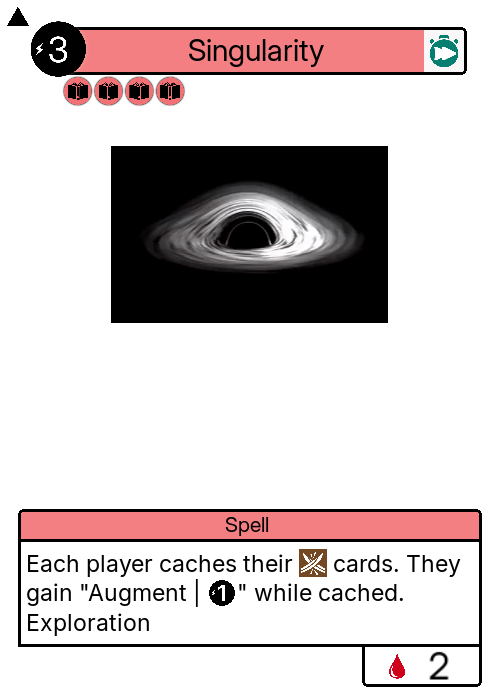 3 Singularity
Spell
Each player caches their cards. They
gain "Augment | 1" while cached.
Exploration
2